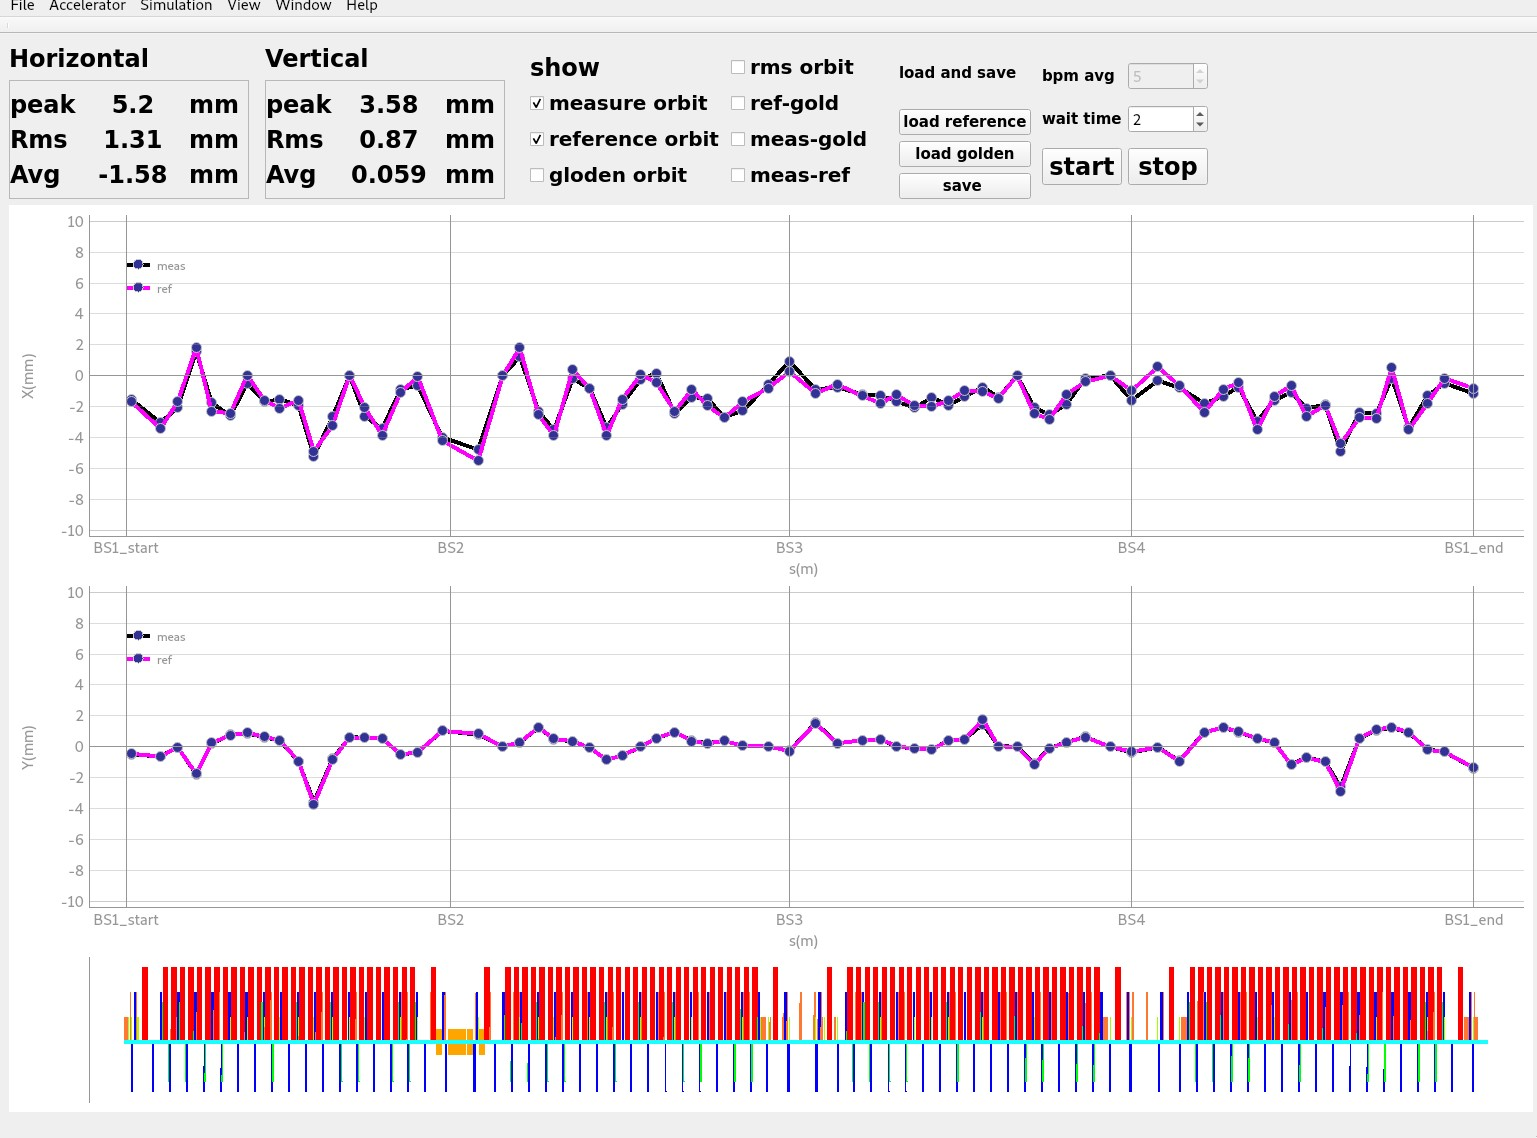 File Accelerator Simulation View Window Help
Horizontal
peak 5.2 mm
Rms 1.31 mm
Avg -1.58 mm
Vertical
peak 3.58 mm
Rms 0.87 mm
Avg 0.059 mm
show
measure orbit
reference orbit
gloden orbit
rms orbit
ref-gold
meas-gold
meas-ref
load and save
load reference
load golden
save
bpm avg 5
wait time 2
start stop
10
8
6
4
2
0
-2
-4
-6
-8
-10
X(mm)
meas
ref
BS1_start BS2 BS3 BS4 BS1_end
s(m)
10
8
6
4
2
0
-2
-4
-6
-8
-10
Y(mm)
meas
ref
BS1_start BS2 BS3 BS4 BS1_end
s(m)